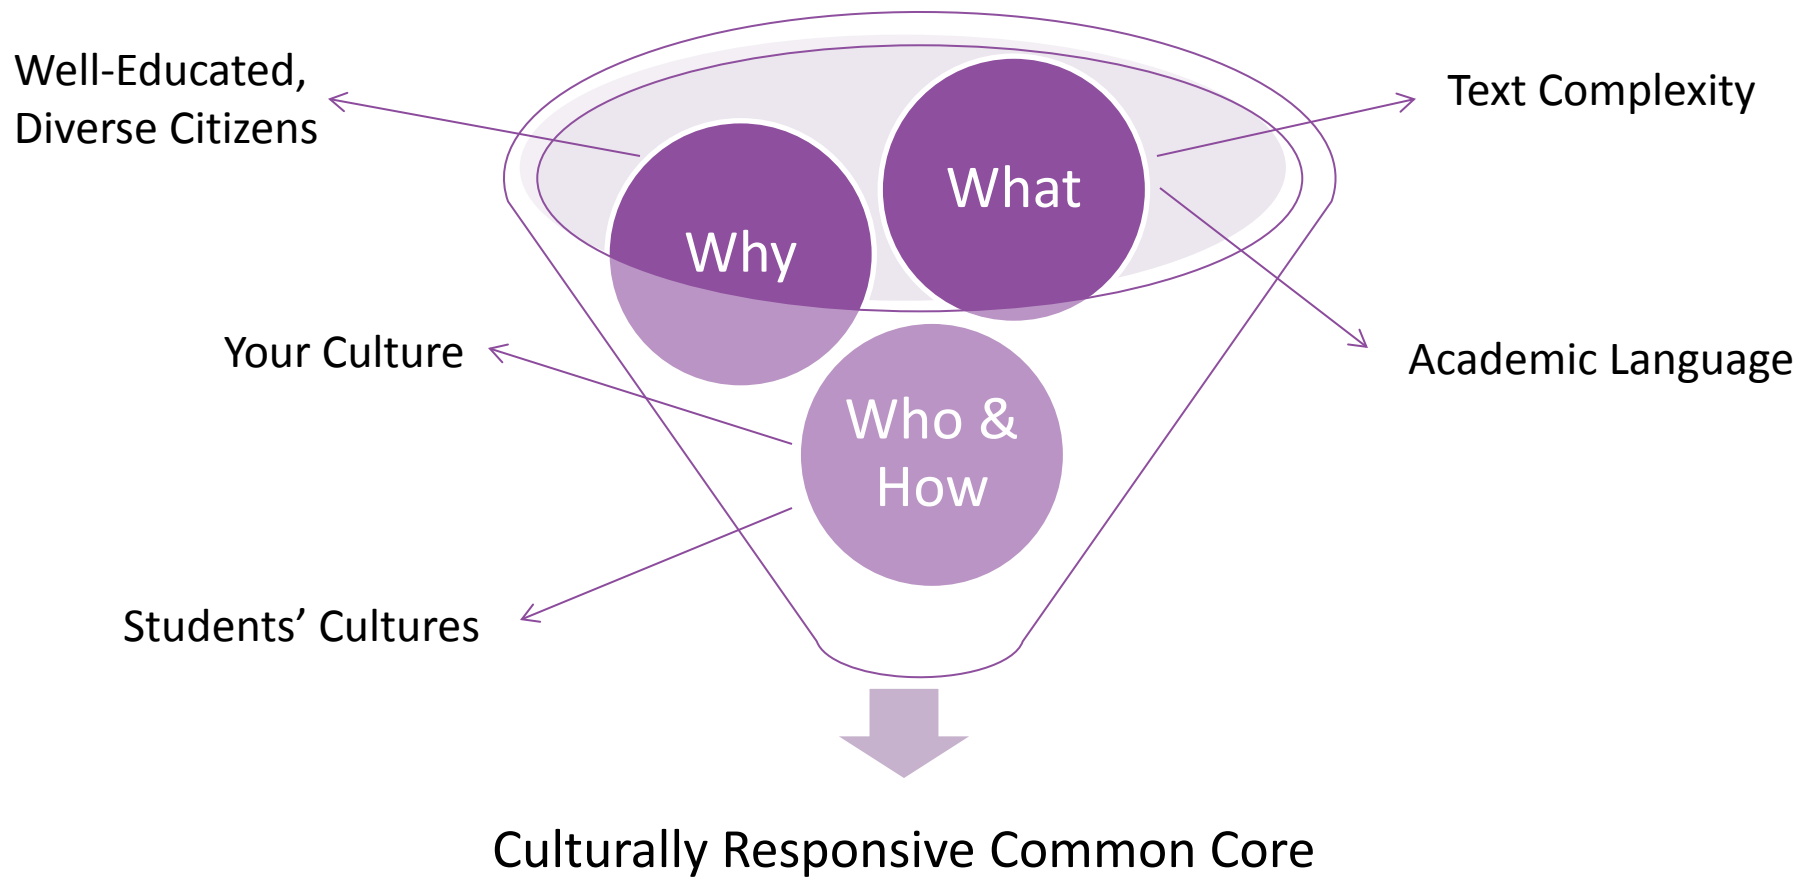 Well-Educated,
Diverse Citizens
Text Complexity
What
Why
Your Culture
Academic Language
Who &
How
Students’ Cultures
Culturally Responsive Common Core